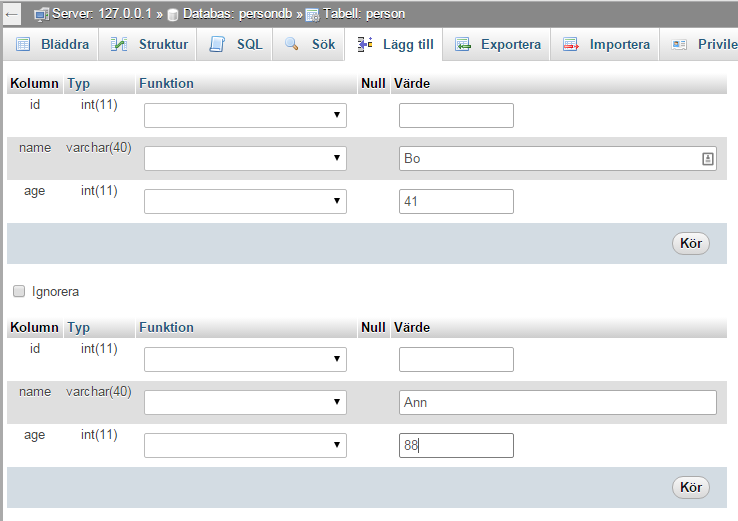 ← Server: 127.0.0.1 » Databas: persondb » Tabell: person
Bläddra Struktur SQL Sök Lägg till Exportera Importera Privile
Kolumn Typ Funktion Null Värde
id int(11)
name varchar(40) Bo
age int(11) 41
Kör
Ignorera
Kolumn Typ Funktion Null Värde
id int(11)
name varchar(40) Ann
age int(11) 88
Kör